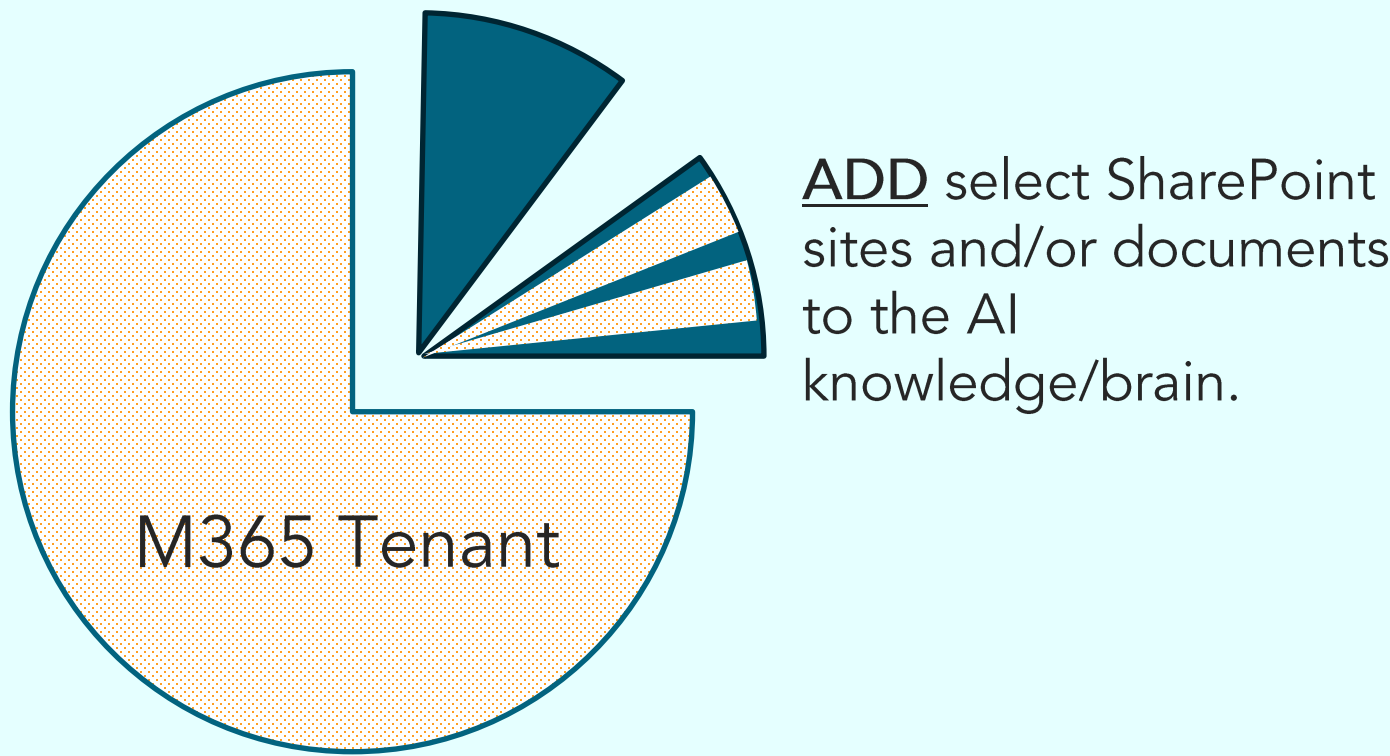 ADD select SharePoint
sites and/or documents
to the AI
knowledge/brain.
M365 Tenant